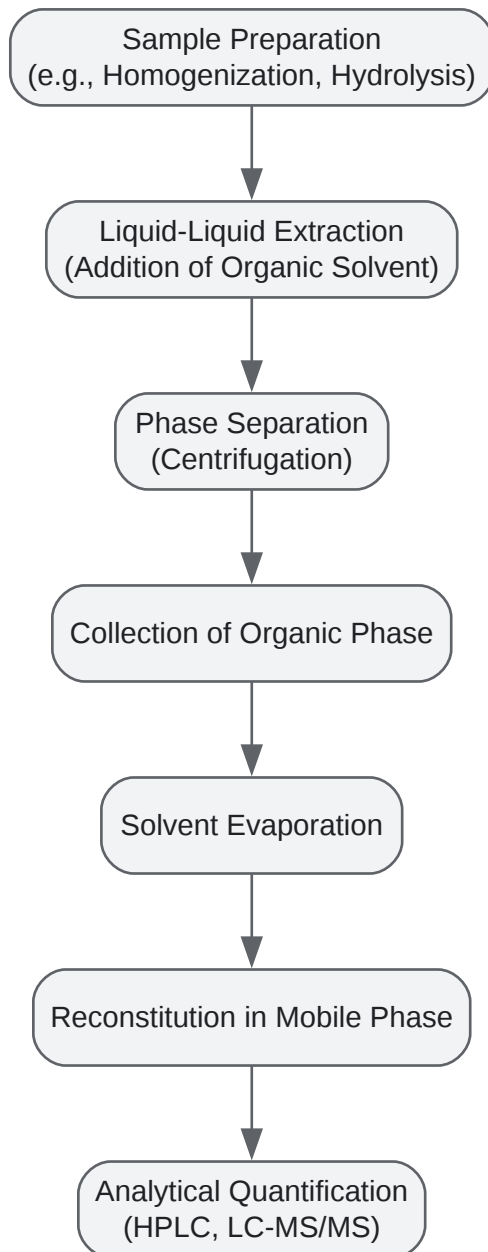 Sample Preparation
(e.g., Homogenization, Hydrolysis)
Liquid-Liquid Extraction
(Addition of Organic Solvent)
Phase Separation
(Centrifugation)
Collection of Organic Phase
Solvent Evaporation
Reconstitution in Mobile Phase
Analytical Quantification
(HPLC, LC-MS/MS)